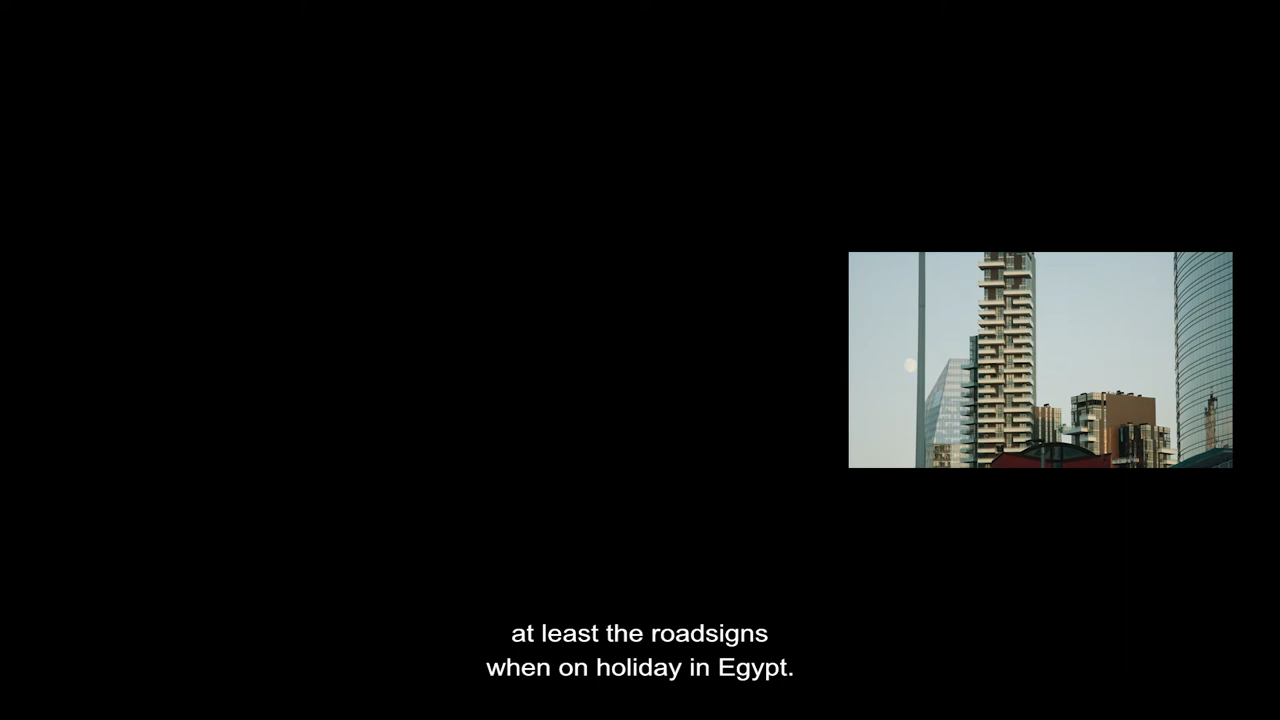 at least the roadsigns
when on holiday in Egypt.